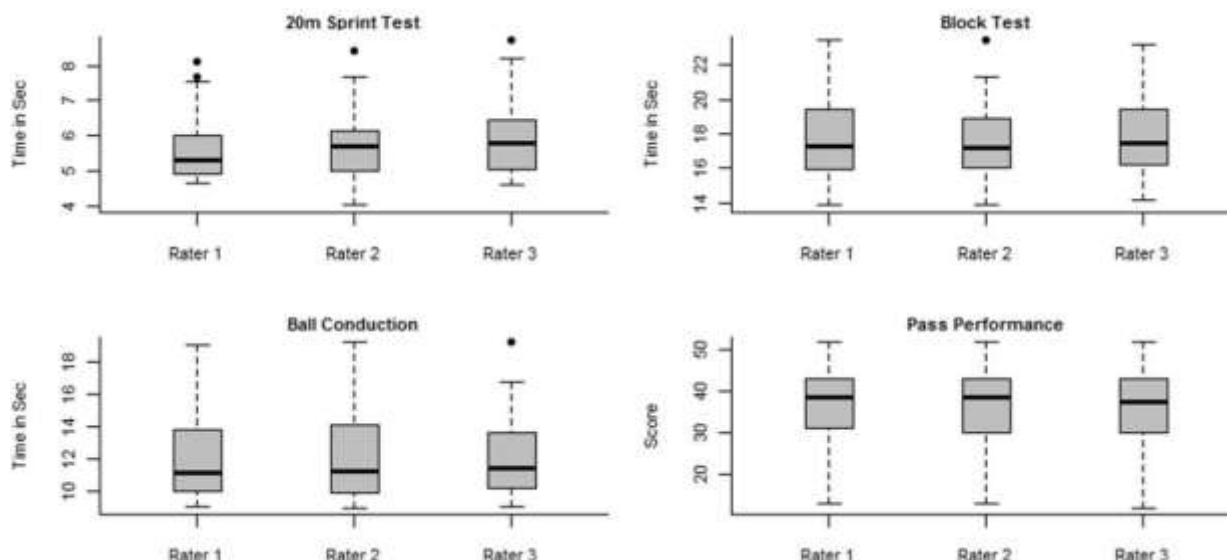 20m Sprint Test
Time in Sec
8
7
6
5
4
Rater 1 Rater 2 Rater 3
Block Test
Time in Sec
22
20
18
16
14
Rater 1 Rater 2 Rater 3
Ball Conduction
Time in Sec
18
16
14
12
10
Rater 1 Rater 2 Rater 3
Pass Performance
Score
50
40
30
20
Rater 1 Rater 2 Rater 3